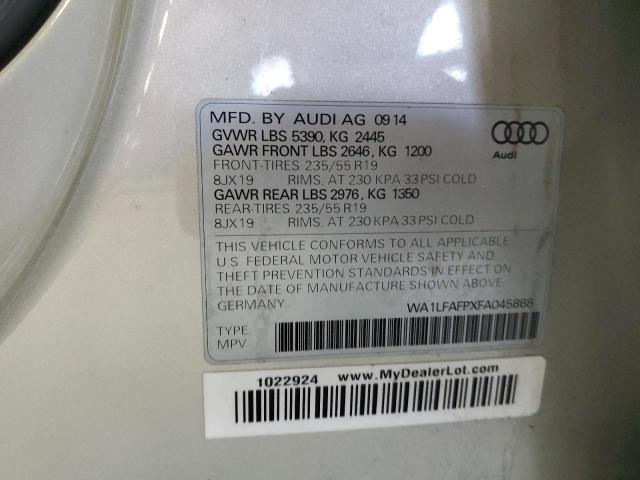 MFD. BY AUDI AG 09 14
GVWR LBS 5390, KG 2445
GAWR FRONT LBS 2646, KG 1200
FRONT-TIRES 235/55 R19
8JX19 RIMS, AT 230 KPA 33 PSI COLD
GAWR REAR LBS 2976, KG 1350
REAR-TIRES 235/55 R19
8JX19 RIMS, AT 230 KPA 33 PSI COLD
Audi
THIS VEHICLE CONFORMS TO ALL APPLICABLE
U.S. FEDERAL MOTOR VEHICLE SAFETY AND
THEFT PREVENTION STANDARDS IN EFFECT ON
THE DATE OF MANUFACTURE SHOWN ABOVE.
GERMANY
WA1LFAFPXFA045868
TYPE
MPV
1022924 www.MyDealerLot.com